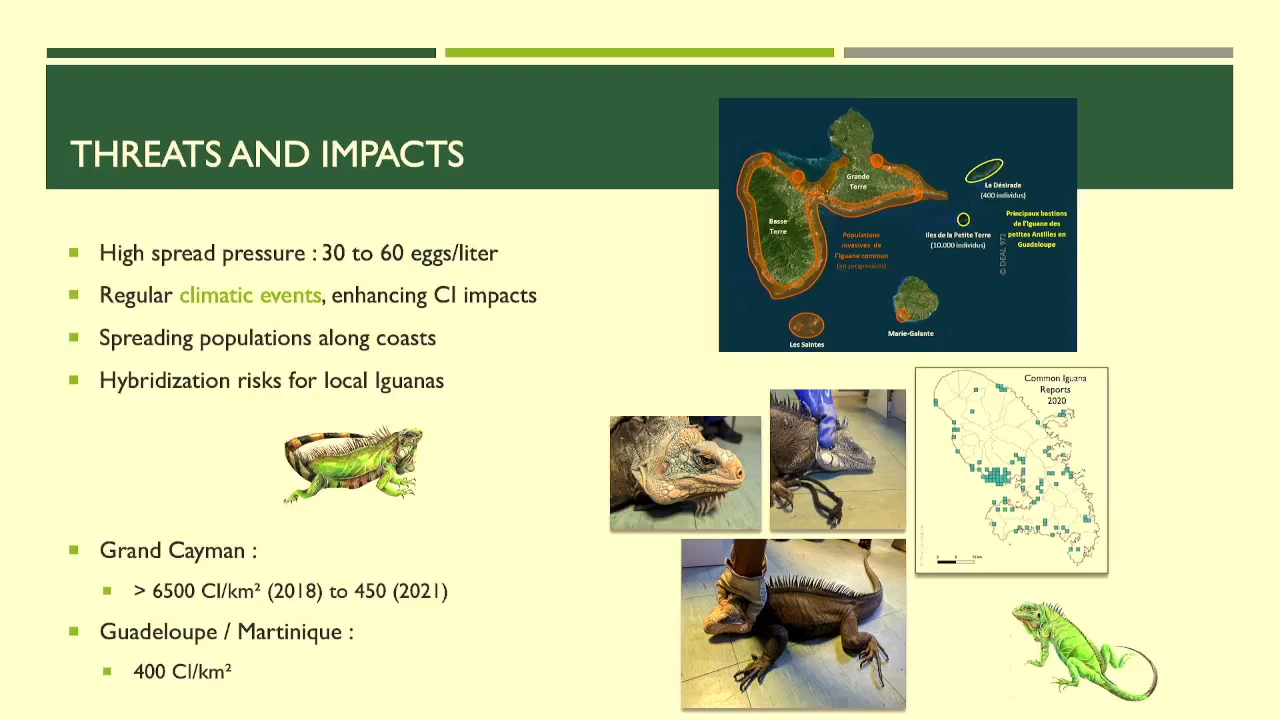 THREATS AND IMPACTS
High spread pressure : 30 to 60 eggs/liter
Regular climatic events, enhancing CI impacts
Spreading populations along coasts
Hybridization risks for local Iguanas
Grand Cayman :
> 6500 CI/km² (2018) to 450 (2021)
Guadeloupe / Martinique :
400 CI/km²
Grande
Terre
Basse
Terre
La Désirade
(400 individus)
Iles de la Petite Terre
(10.000 individus)
Principaux bastions
de l'Iguane des
petites Antilles en
Guadeloupe
Populations
invasives de
l'iguane commun
(en progression)
© DEAL 971
Marie-Galante
Les Saintes
Common Iguana
Reports
2020